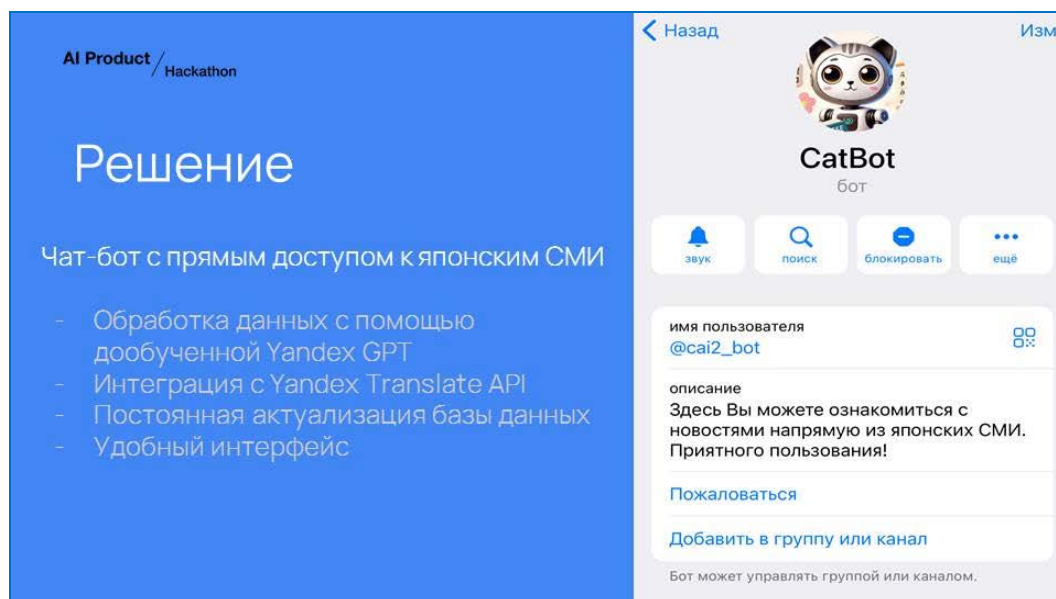 AI Product / Hackathon
Решение
Чат-бот с прямым доступом к японским СМИ
- Обработка данных с помощью
дообученной Yandex GPT
- Интеграция с Yandex Translate API
- Постоянная актуализация базы данных
- Удобный интерфейс
Назад
Изм
CatBot
бот
звук
поиск
блокировать
ещё
имя пользователя
@cai2_bot
описание
Здесь Вы можете ознакомиться с
новостями напрямую из японских СМИ.
Приятного пользования!
Пожаловаться
Добавить в группу или канал
Бот может управлять группой или каналом.